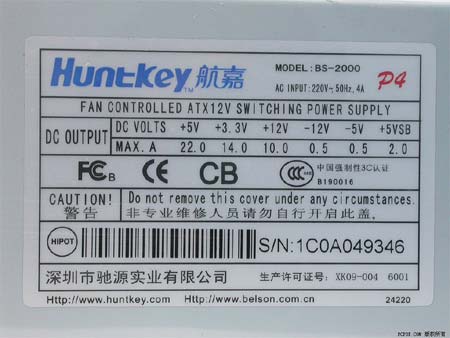 Huntkey 航嘉 MODEL: BS-2000 P4
AC INPUT: 220V~, 50Hz, 4A
FAN CONTROLLED ATX12V SWITCHING POWER SUPPLY
DC OUTPUT DC VOLTS +5V +3.3V +12V -12V -5V +5VSB
MAX. A 22.0 14.0 10.0 0.5 0.5 2.0
FC B CE CB CCC 中国强制性3C认证
B190016
CAUTION! Do not remove this cover under any circumstances.
警告 非专业维修人员请勿自行开启此盖.
HIPOT S/N:1C0A049346
深圳市驰源实业有限公司 生产许可证号: XK09-004 6001
Http://www.huntkey.com Http://www.belson.com.cn 24220